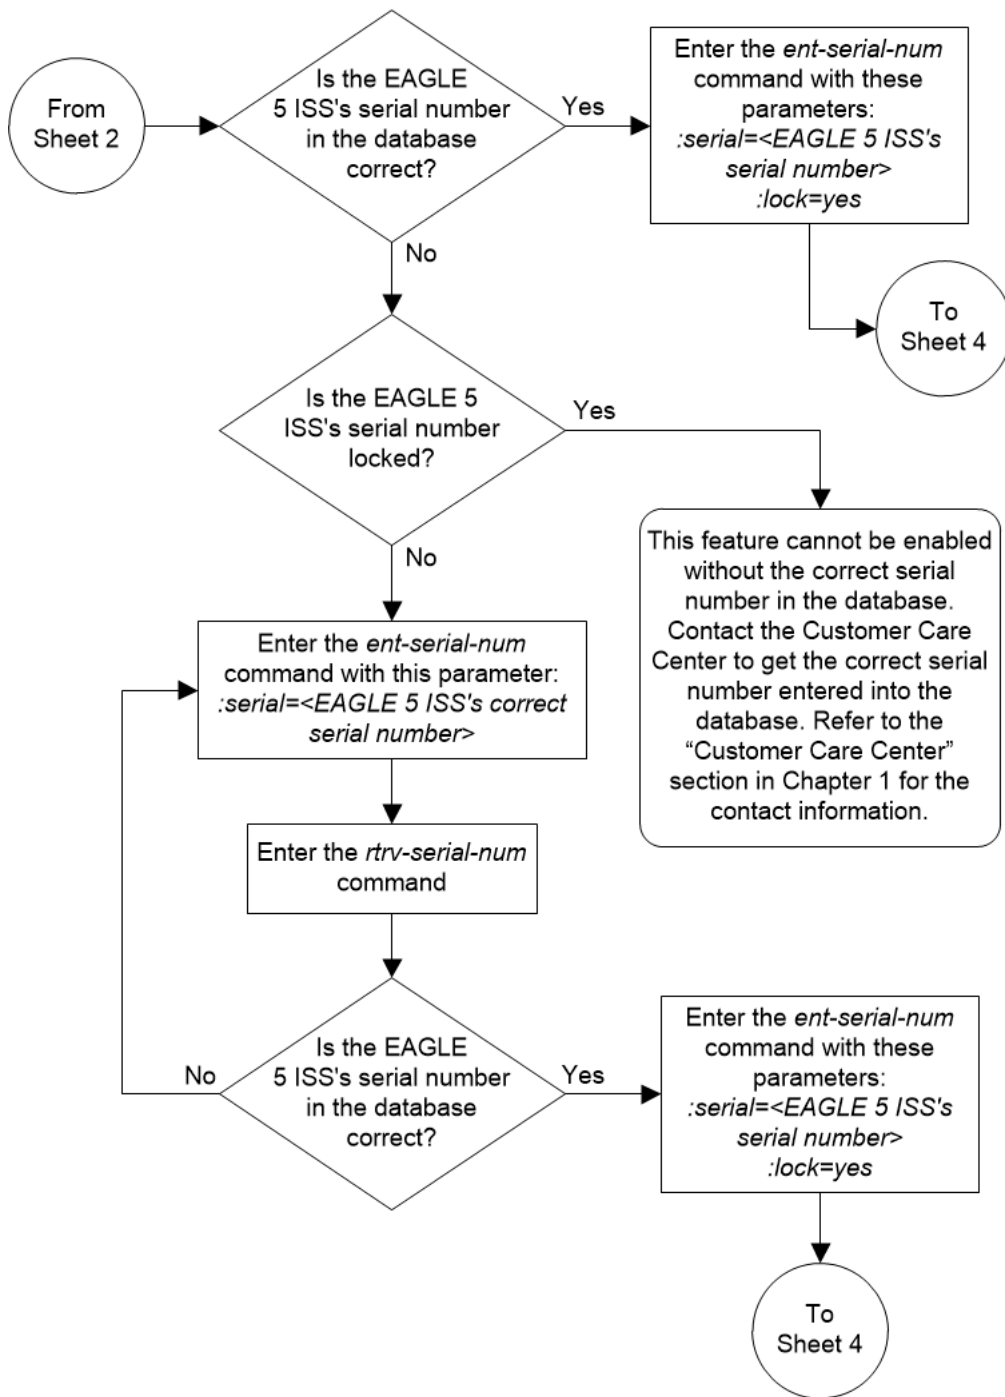 From
Sheet 2
Is the EAGLE
5 ISS's serial number
in the database
correct?
Yes
Enter the ent-serial-num
command with these
parameters:
:serial=<EAGLE 5 ISS's
serial number>
:lock=yes
No
To
Sheet 4
Is the EAGLE 5
ISS's serial number
locked?
Yes
This feature cannot be enabled
without the correct serial
number in the database.
Contact the Customer Care
Center to get the correct serial
number entered into the
database. Refer to the
“Customer Care Center”
section in Chapter 1 for the
contact information.
No
Enter the ent-serial-num
command with this parameter:
:serial=<EAGLE 5 ISS's correct
serial number>
Enter the rtrv-serial-num
command
Is the EAGLE
5 ISS's serial number
in the database
correct?
No
Yes
Enter the ent-serial-num
command with these
parameters:
:serial=<EAGLE 5 ISS's
serial number>
:lock=yes
To
Sheet 4